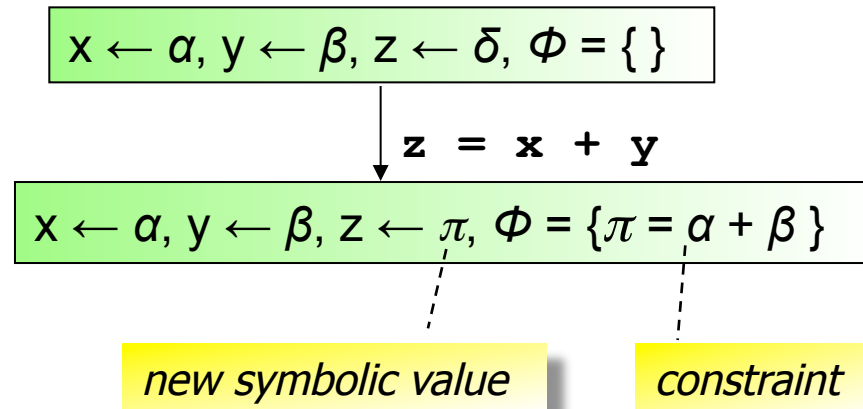 x ← α, y ← β, z ← δ, Φ = { }
z = x + y
x ← α, y ← β, z ← π, Φ = {π = α + β }
new symbolic value constraint